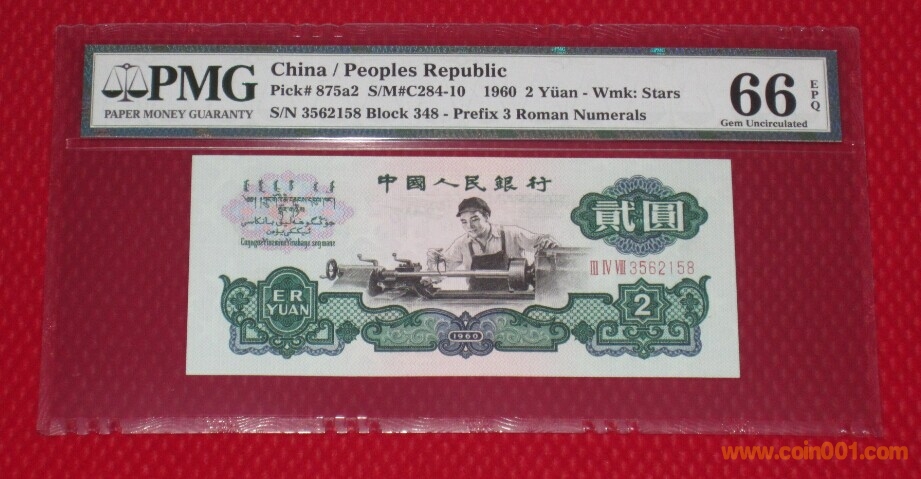 PMG
PAPER MONEY GUARANTY
China / Peoples Republic
Pick# 875a2 S/M#C284-10 1960 2 Yüan - Wmk: Stars
S/N 3562158 Block 348 - Prefix 3 Roman Numerals
66
EPQ
Gem Uncirculated
中國人民銀行
貳圓
III IV VIII 3562158
ER
YUAN
1960
2
www.coin001.com